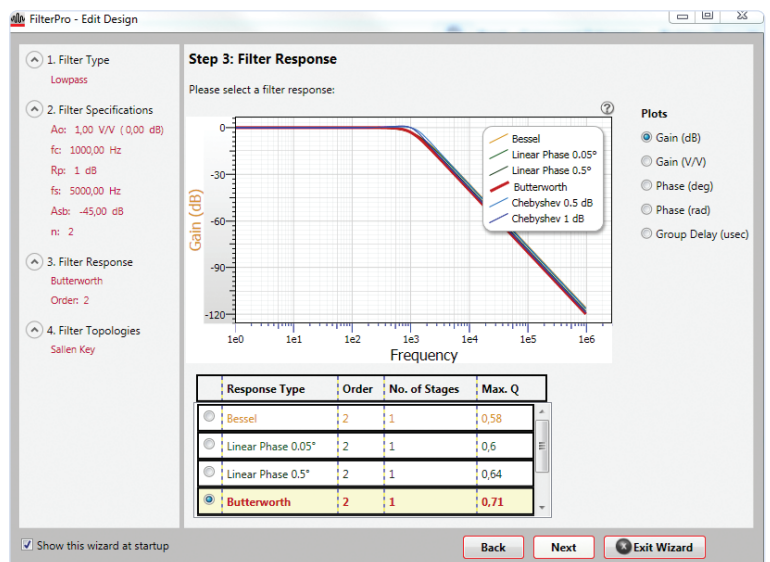 FilterPro - Edit Design
1. Filter Type
Lowpass
2. Filter Specifications
Ao: 1,00 V/V ( 0,00 dB)
fc: 1000,00 Hz
Rp: 1 dB
fs: 5000,00 Hz
Asb: -45,00 dB
n: 2
3. Filter Response
Butterworth
Order: 2
4. Filter Topologies
Sallen Key
Step 3: Filter Response
Please select a filter response:
?
Gain (dB)
0
-30
-60
-90
-120
1e0 1e1 1e2 1e3 1e4 1e5 1e6
Frequency
Bessel
Linear Phase 0.05°
Linear Phase 0.5°
Butterworth
Chebyshev 0.5 dB
Chebyshev 1 dB
Plots
Gain (dB)
Gain (V/V)
Phase (deg)
Phase (rad)
Group Delay (usec)
Response Type Order No. of Stages Max. Q
Bessel 2 1 0,58
Linear Phase 0.05° 2 1 0,6
Linear Phase 0.5° 2 1 0,64
Butterworth 2 1 0,71
Show this wizard at startup
Back Next Exit Wizard